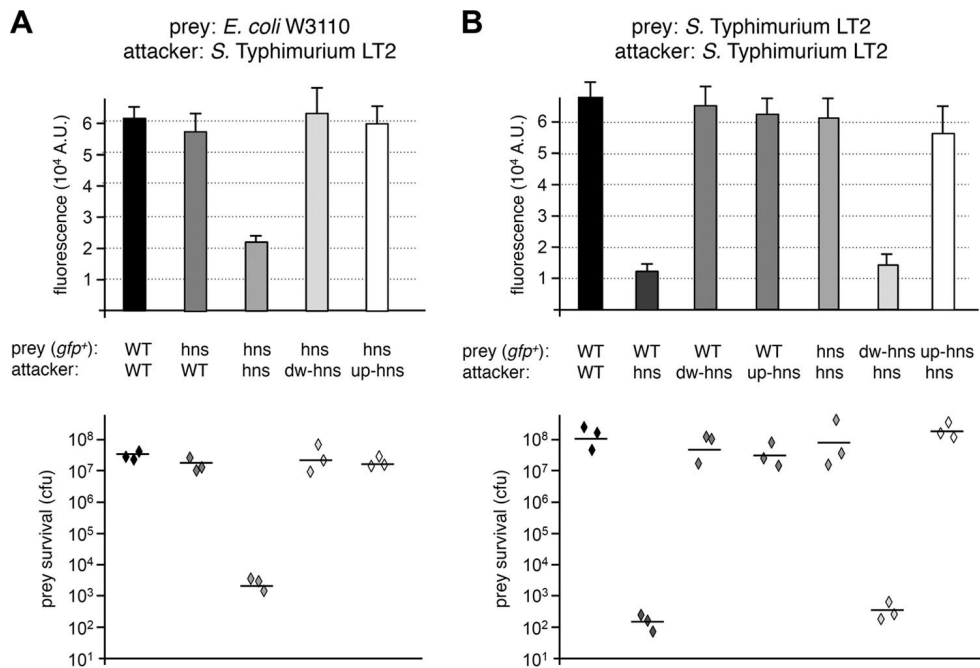 A
prey: E. coli W3110
attacker: S. Typhimurium LT2
fluorescence (10⁴ A.U.)
6
5
4
3
2
1
prey (gfp⁺): WT hns hns hns hns
attacker: WT WT hns dw-hns up-hns
prey survival (cfu)
10⁸
10⁷
10⁶
10⁵
10⁴
10³
10²
10¹
B
prey: S. Typhimurium LT2
attacker: S. Typhimurium LT2
fluorescence (10⁴ A.U.)
6
5
4
3
2
1
prey (gfp⁺): WT WT WT WT hns dw-hns up-hns
attacker: WT hns dw-hns up-hns hns hns hns
prey survival (cfu)
10⁸
10⁷
10⁶
10⁵
10⁴
10³
10²
10¹